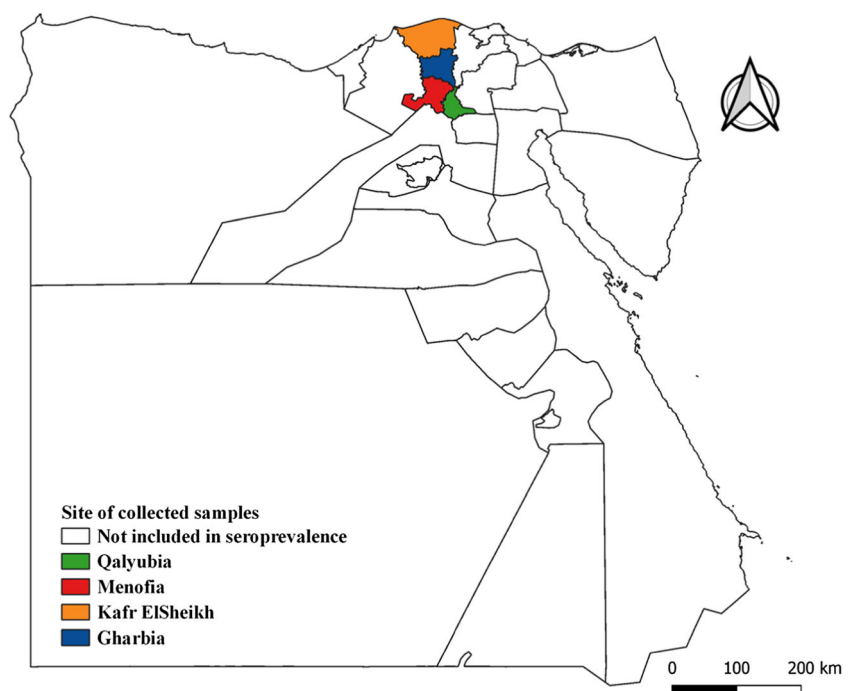 Site of collected samples
Not included in seroprevalence
Qalyubia
Menofia
Kafr ElSheikh
Gharbia
0 100 200 km